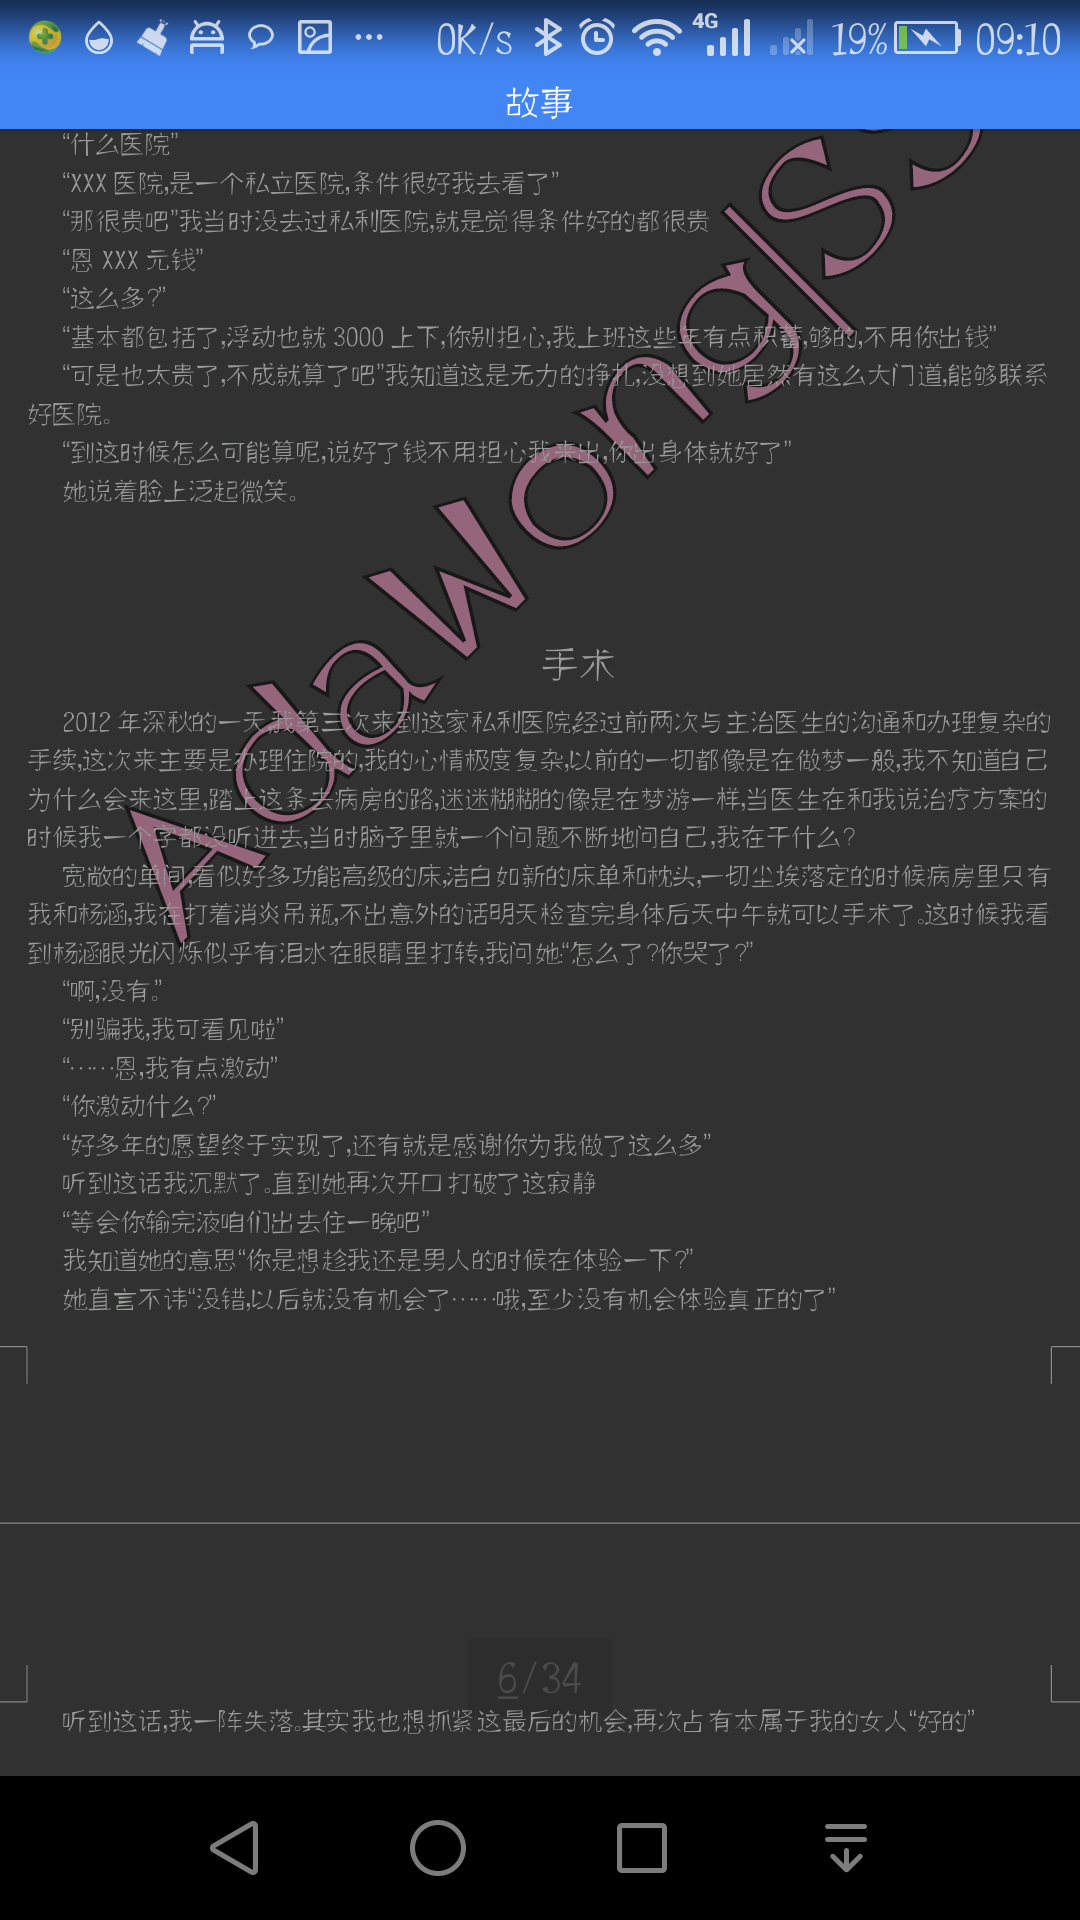 0K/s 4G 19% 09:10
故事
“什么医院”
“XXX 医院,是一个私立医院,条件很好我去看了”
“那很贵吧”我当时没去过私利医院,就是觉得条件好的都很贵
“恩 XXX 元钱”
“这么多?”
“基本都包括了,浮动也就 3000 上下,你别担心,我上班这些年有点积蓄,够的,不用你出钱”
“可是也太贵了,不成就算了吧”我知道这是无力的挣扎,没想到她居然有这么大门道,能够联系
好医院。
“到这时候怎么可能算呢,说好了钱不用担心我来出,你出身体就好了”
她说着脸上泛起微笑。
手术
2012 年深秋的一天,我第三次来到这家私利医院,经过前两次与主治医生的沟通和办理复杂的
手续,这次来主要是办理住院的,我的心情极度复杂,以前的一切都像是在做梦一般,我不知道自己
为什么会来这里,踏上这条去病房的路,迷迷糊糊的像是在梦游一样,当医生在和我说治疗方案的
时候我一个字都没听进去,当时脑子里就一个问题不断地问自己,我在干什么?
宽敞的单间,看似好多功能高级的床,洁白如新的床单和枕头,一切尘埃落定的时候病房里只有
我和杨涵,我在打着消炎吊瓶,不出意外的话明天检查完身体后天中午就可以手术了。这时候我看
到杨涵眼光闪烁似乎有泪水在眼睛里打转,我问她:“怎么了?你哭了?”
“啊,没有。”
“别骗我,我可看见啦”
“……恩,我有点激动”
“你激动什么?”
“好多年的愿望终于实现了,还有就是感谢你为我做了这么多”
听到这话我沉默了。直到她再次开口打破了这寂静
“等会你输完液咱们出去住一晚吧”
我知道她的意思“你是想趁我还是男人的时候在体验一下?”
她直言不讳“没错,以后就没有机会了……哦,至少没有机会体验真正的了”
6/34
听到这话,我一阵失落。其实我也想抓紧这最后的机会,再次占有本属于我的女人“好的”
AdaWong|S